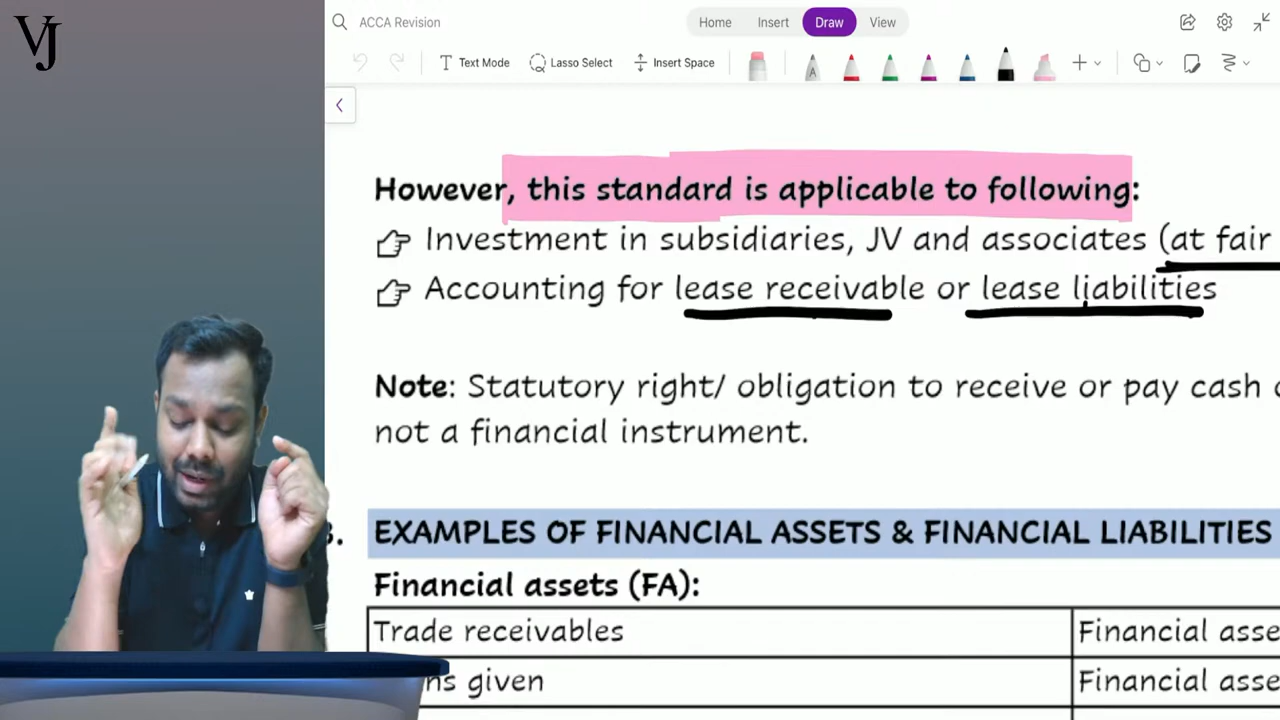 VJ
ACCA Revision
Home Insert Draw View
Text Mode Lasso Select Insert Space
However, this standard is applicable to following:
Investment in subsidiaries, JV and associates (at fair
Accounting for lease receivable or lease liabilities
Note: Statutory right/ obligation to receive or pay cash
not a financial instrument.
3. EXAMPLES OF FINANCIAL ASSETS & FINANCIAL LIABILITIES
Financial assets (FA):
Trade receivables
Financial asse
ns given
Financial asse